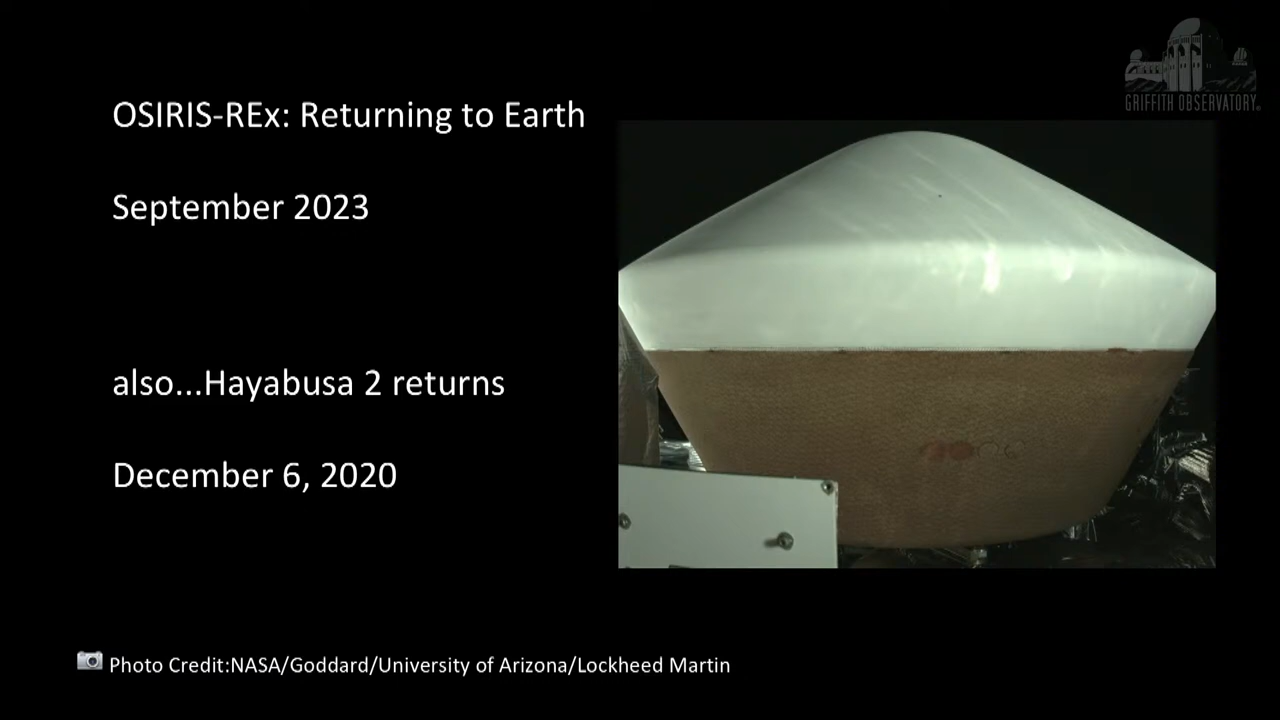 GRIFFITH OBSERVATORY
OSIRIS-REx: Returning to Earth
September 2023
also...Hayabusa 2 returns
December 6, 2020
Photo Credit:NASA/Goddard/University of Arizona/Lockheed Martin